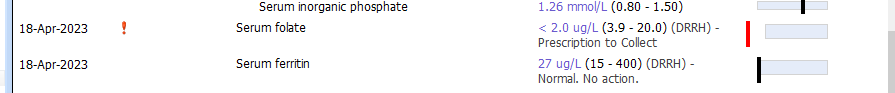 Serum inorganic phosphate 1.26 mmol/L (0.80 - 1.50)
18-Apr-2023 ! Serum folate < 2.0 ug/L (3.9 - 20.0) (DRRH) -
Prescription to Collect
18-Apr-2023 Serum ferritin 27 ug/L (15 - 400) (DRRH) -
Normal. No action.